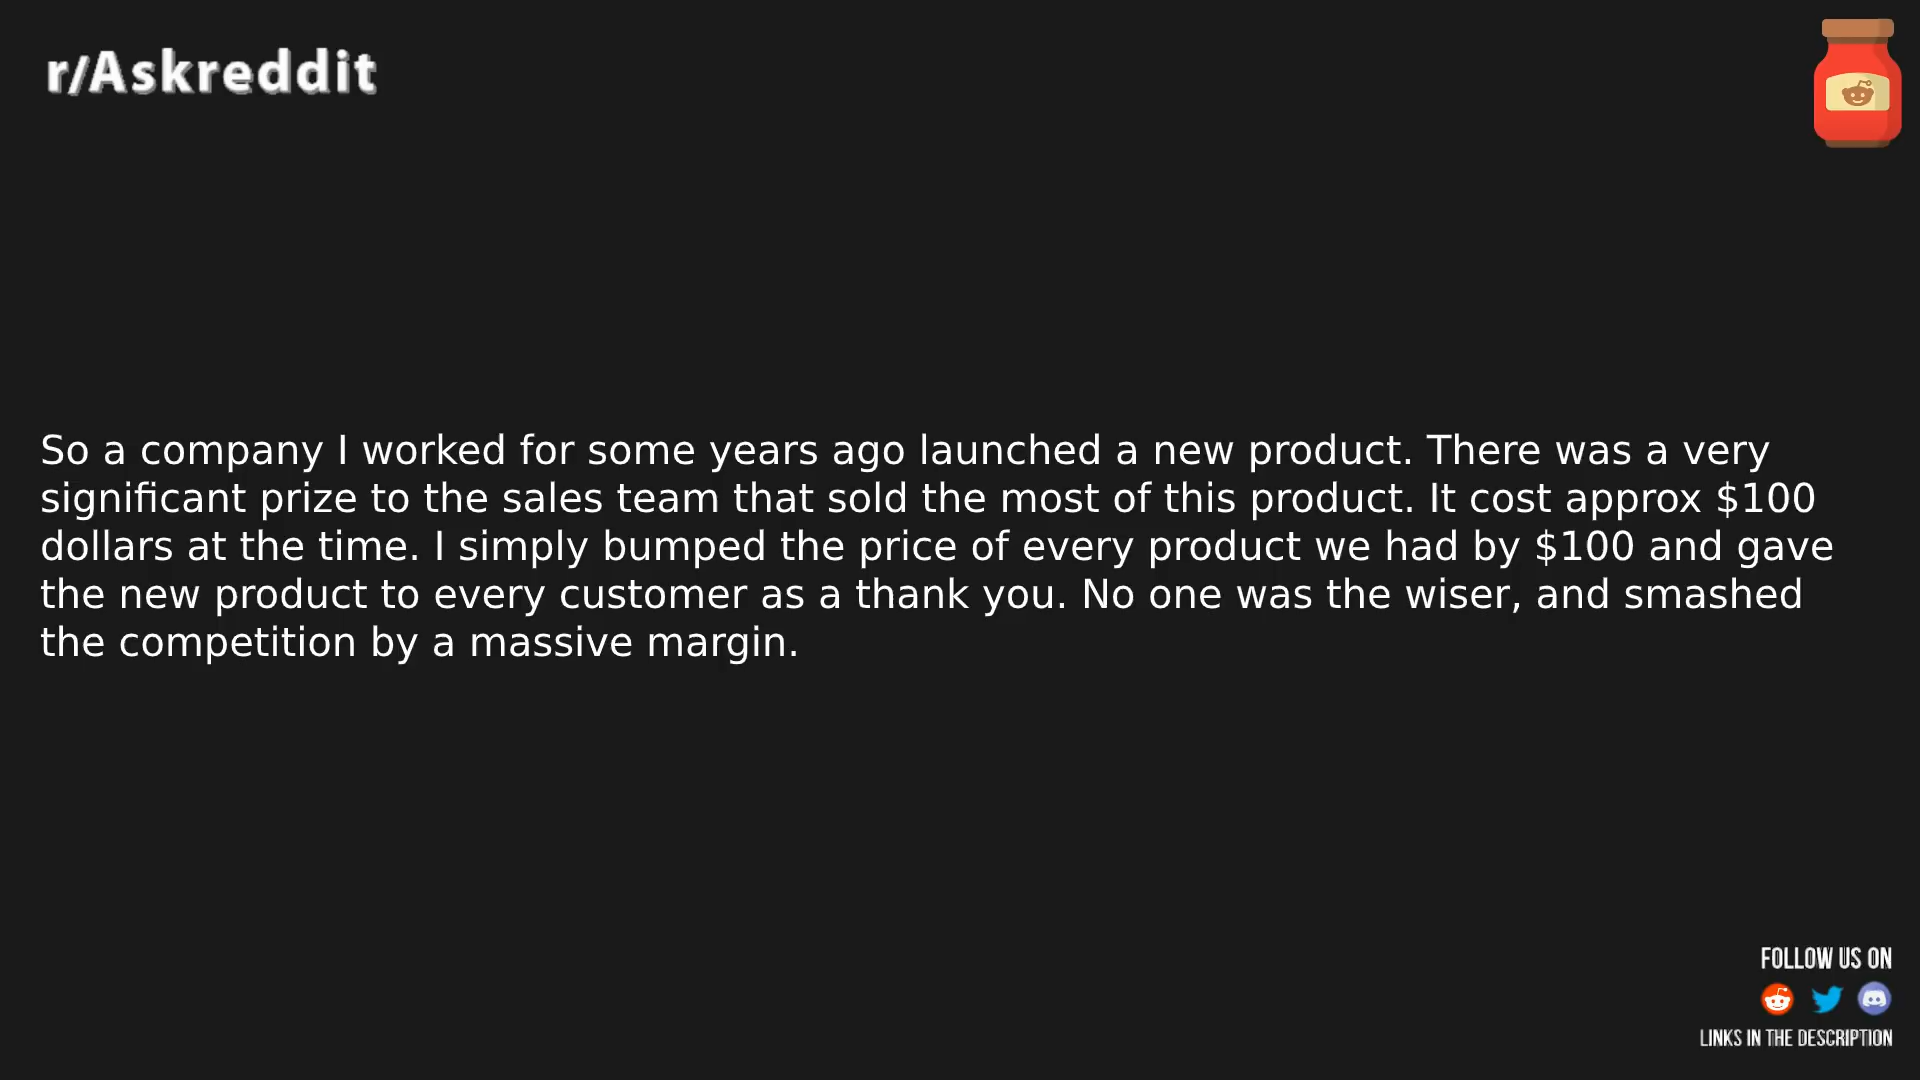 r/Askreddit
So a company I worked for some years ago launched a new product. There was a very
significant prize to the sales team that sold the most of this product. It cost approx $100
dollars at the time. I simply bumped the price of every product we had by $100 and gave
the new product to every customer as a thank you. No one was the wiser, and smashed
the competition by a massive margin.
FOLLOW US ON
LINKS IN THE DESCRIPTION